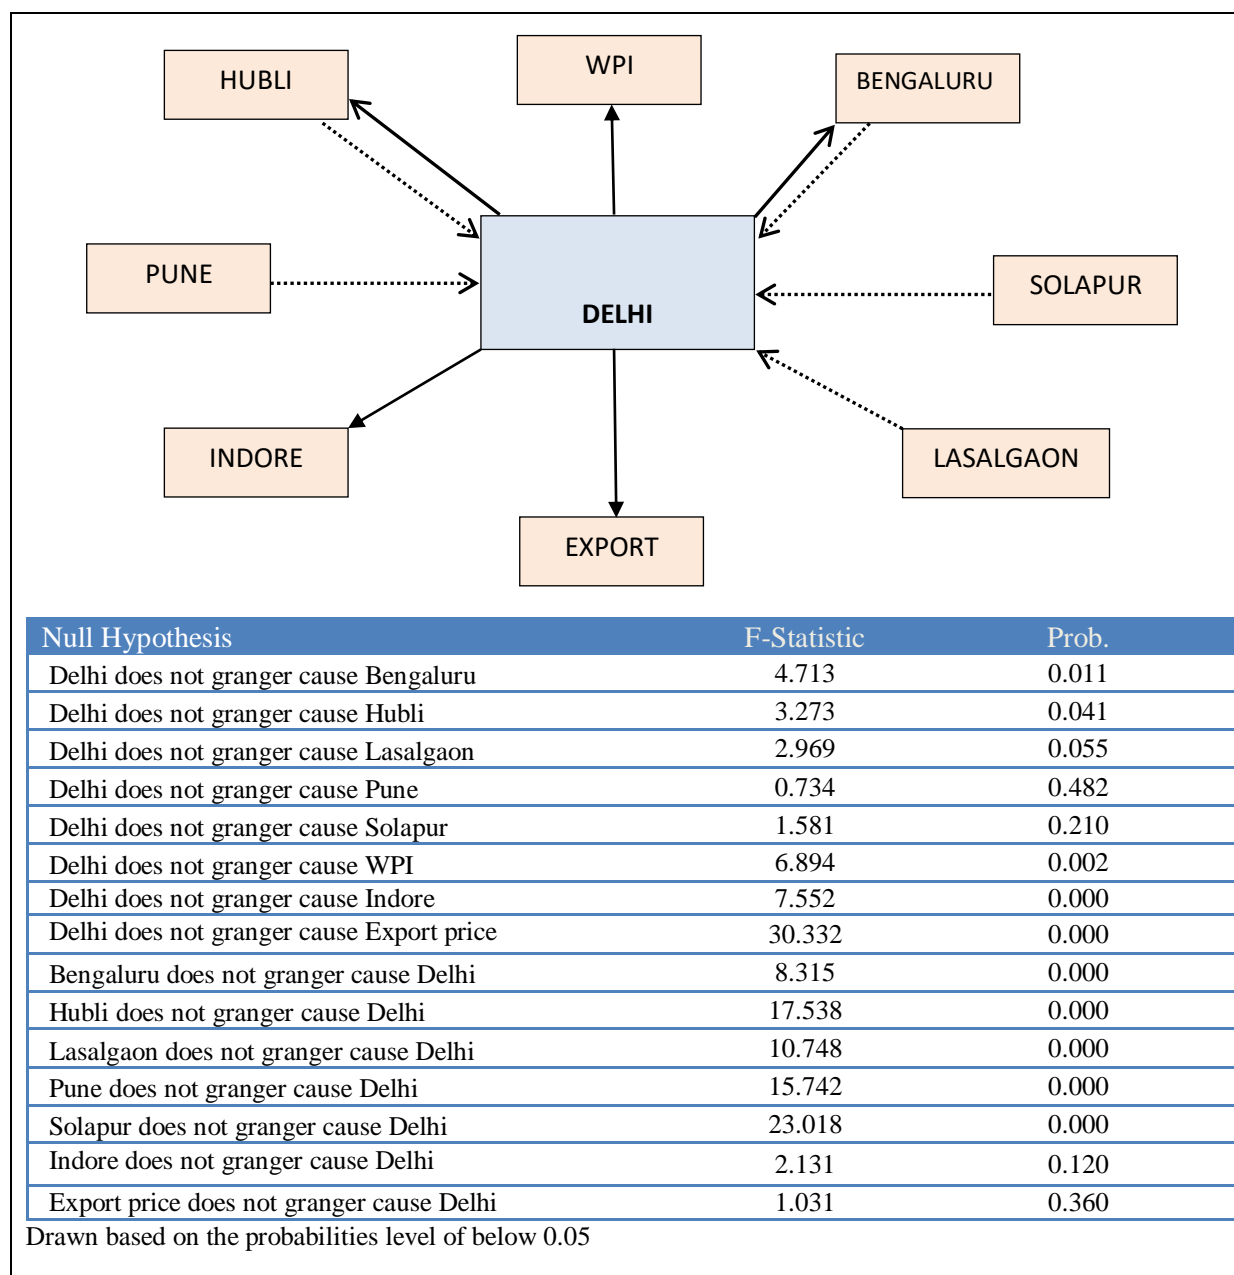 HUBLI
WPI
BENGALURU
PUNE
DELHI
SOLAPUR
INDORE
LASALGAON
EXPORT
Null Hypothesis F-Statistic Prob.
Delhi does not granger cause Bengaluru 4.713 0.011
Delhi does not granger cause Hubli 3.273 0.041
Delhi does not granger cause Lasalgaon 2.969 0.055
Delhi does not granger cause Pune 0.734 0.482
Delhi does not granger cause Solapur 1.581 0.210
Delhi does not granger cause WPI 6.894 0.002
Delhi does not granger cause Indore 7.552 0.000
Delhi does not granger cause Export price 30.332 0.000
Bengaluru does not granger cause Delhi 8.315 0.000
Hubli does not granger cause Delhi 17.538 0.000
Lasalgaon does not granger cause Delhi 10.748 0.000
Pune does not granger cause Delhi 15.742 0.000
Solapur does not granger cause Delhi 23.018 0.000
Indore does not granger cause Delhi 2.131 0.120
Export price does not granger cause Delhi 1.031 0.360
Drawn based on the probabilities level of below 0.05